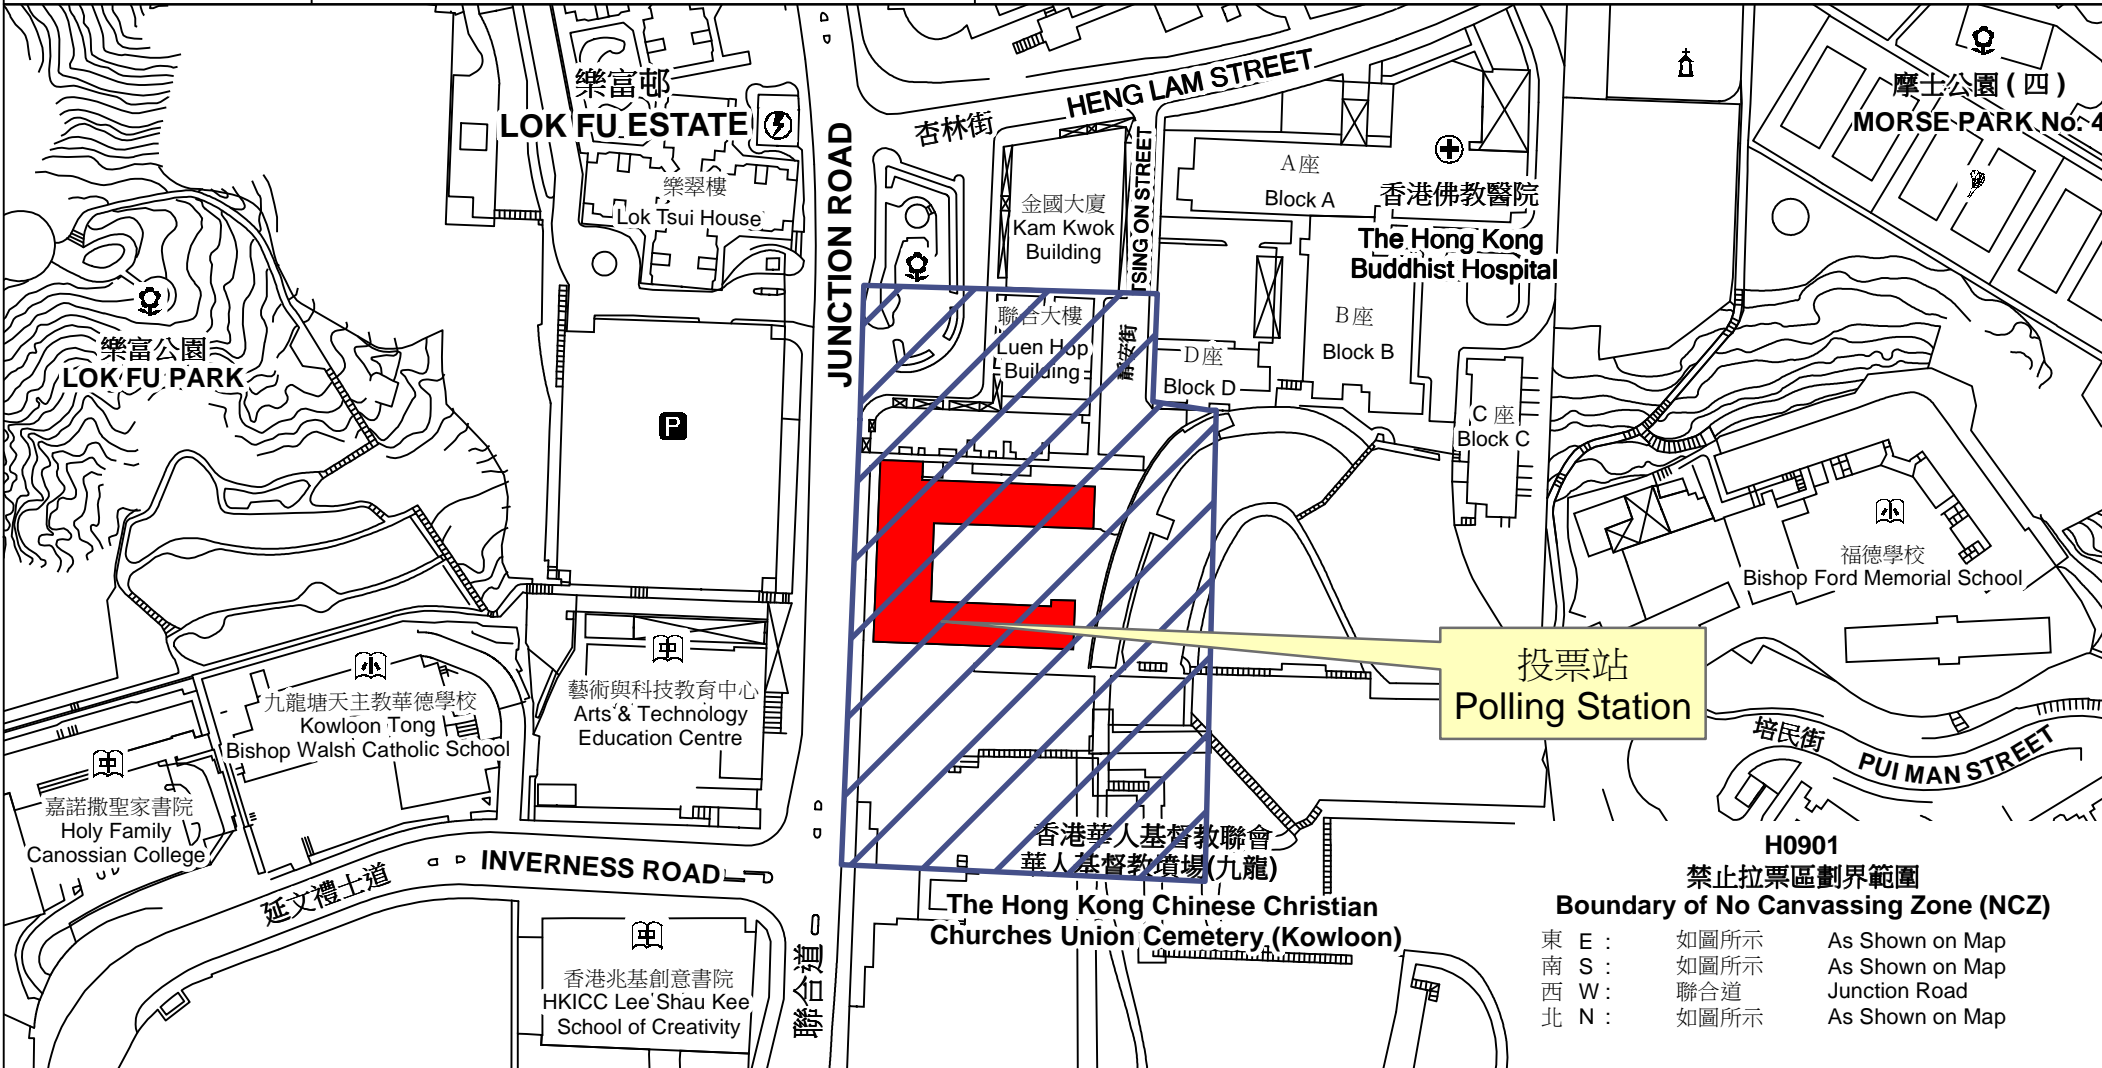 樂富邨
LOK FU ESTATE
樂翠樓
Lok Tsui House
樂富公園
LOK FU PARK
JUNCTION ROAD
杏林街
HENG LAM STREET
金國大廈
Kam Kwok
Building
TSING ON STREET
靜安街
聯合大樓
Luen Hop
Building
A座
Block A
香港佛教醫院
The Hong Kong
Buddhist Hospital
B座
Block B
D座
Block D
C 座
Block C
摩士公園 ( 四 )
MORSE PARK No. 4
P
小
福德學校
Bishop Ford Memorial School
投票站
Polling Station
小
九龍塘天主教華德學校
Kowloon Tong
Bishop Walsh Catholic School
中
藝術與科技教育中心
Arts & Technology
Education Centre
中
嘉諾撒聖家書院
Holy Family
Canossian College
延文禮士道
INVERNESS ROAD
中
香港兆基創意書院
HKICC Lee Shau Kee
School of Creativity
聯合道
香港華人基督教聯會
華人基督教墳場(九龍)
The Hong Kong Chinese Christian
Churches Union Cemetery (Kowloon)
培民街
PUI MAN STREET
H0901
禁止拉票區劃界範圍
Boundary of No Canvassing Zone (NCZ)
東 E : 如圖所示 As Shown on Map
南 S : 如圖所示 As Shown on Map
西 W : 聯合道 Junction Road
北 N : 如圖所示 As Shown on Map